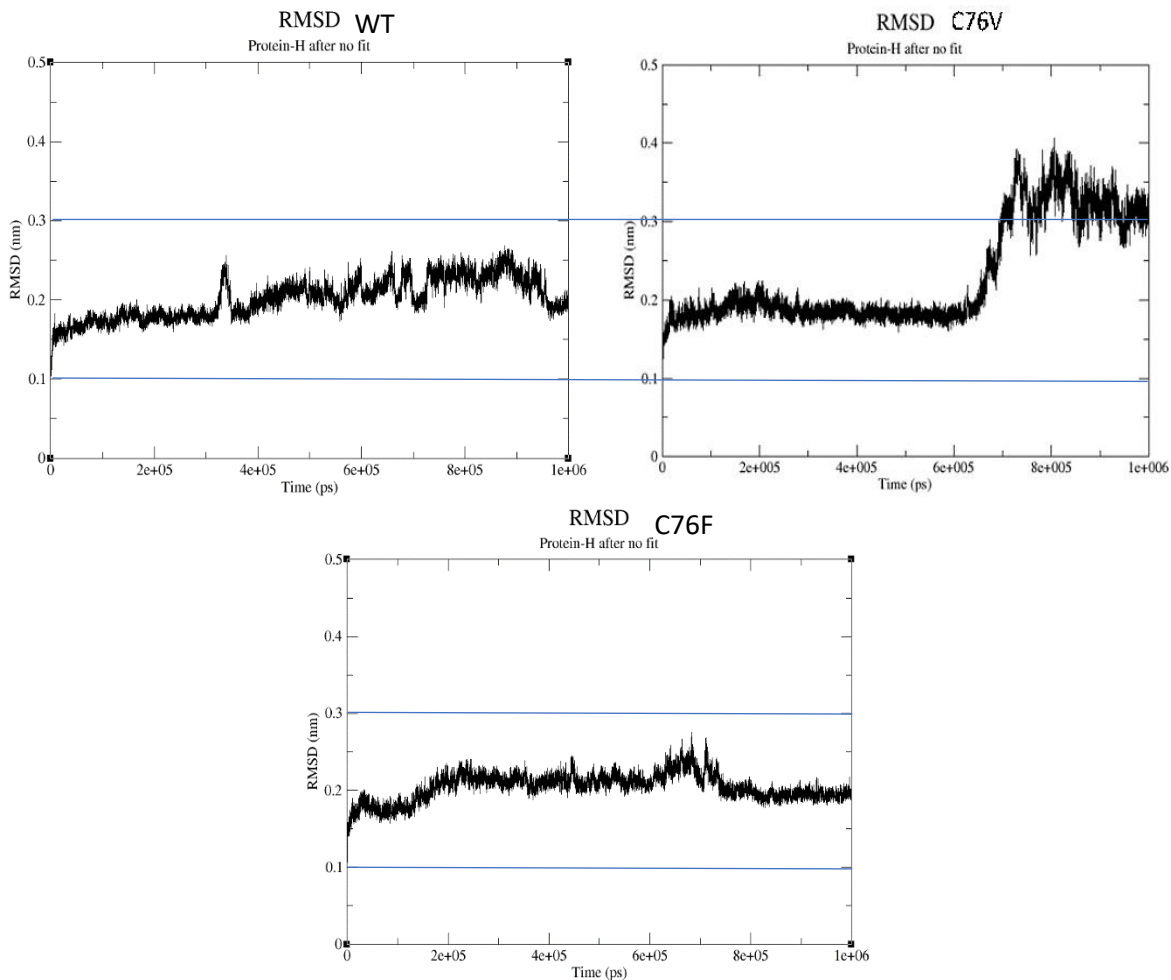 RMSD WT
Protein-H after no fit
0.5
0.4
0.3
0.2
0.1
0
RMSD (nm)
0 2e+05 4e+05 6e+05 8e+05 1e+06
Time (ps)
RMSD C76V
Protein-H after no fit
0.5
0.4
0.3
0.2
0.1
0
RMSD (nm)
0 2e+005 4e+005 6e+005 8e+005 1e+006
Time (ps)
RMSD C76F
Protein-H after no fit
0.5
0.4
0.3
0.2
0.1
0
RMSD (nm)
0 2e+05 4e+05 6e+05 8e+05 1e+06
Time (ps)